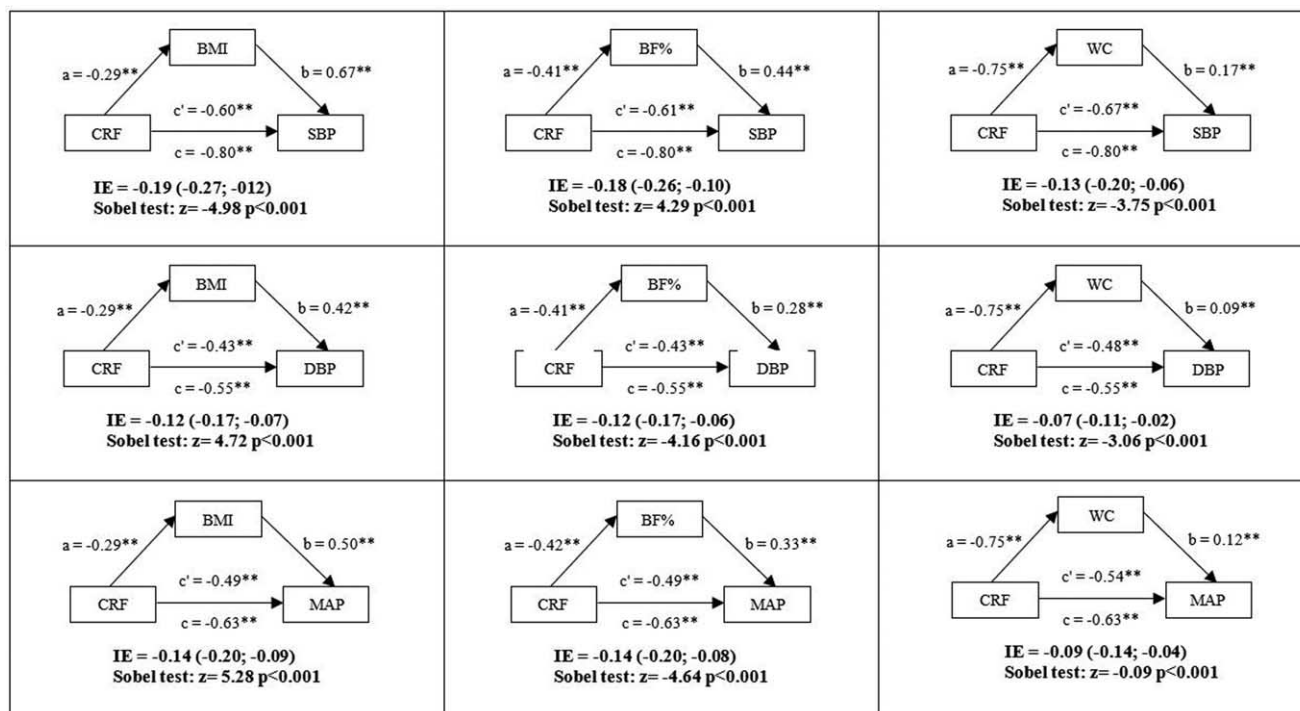 BMI
a = -0.29**
b = 0.67**
c' = -0.60**
CRF
SBP
c = -0.80**
IE = -0.19 (-0.27; -012)
Sobel test: z= -4.98 p<0.001
BF%
a = -0.41**
b = 0.44**
c' = -0.61**
CRF
SBP
c = -0.80**
IE = -0.18 (-0.26; -0.10)
Sobel test: z= 4.29 p<0.001
WC
a = -0.75**
b = 0.17**
c' = -0.67**
CRF
SBP
c = -0.80**
IE = -0.13 (-0.20; -0.06)
Sobel test: z= -3.75 p<0.001
BMI
a = -0.29**
b = 0.42**
c' = -0.43**
CRF
DBP
c = -0.55**
IE = -0.12 (-0.17; -0.07)
Sobel test: z= 4.72 p<0.001
BF%
a = -0.41**
b = 0.28**
c' = -0.43**
CRF
DBP
c = -0.55**
IE = -0.12 (-0.17; -0.06)
Sobel test: z= -4.16 p<0.001
WC
a = -0.75**
b = 0.09**
c' = -0.48**
CRF
DBP
c = -0.55**
IE = -0.07 (-0.11; -0.02)
Sobel test: z= -3.06 p<0.001
BMI
a = -0.29**
b = 0.50**
c' = -0.49**
CRF
MAP
c = -0.63**
IE = -0.14 (-0.20; -0.09)
Sobel test: z= 5.28 p<0.001
BF%
a = -0.42**
b = 0.33**
c' = -0.49**
CRF
MAP
c = -0.63**
IE = -0.14 (-0.20; -0.08)
Sobel test: z= -4.64 p<0.001
WC
a = -0.75**
b = 0.12**
c' = -0.54**
CRF
MAP
c = -0.63**
IE = -0.09 (-0.14; -0.04)
Sobel test: z= -0.09 p<0.001